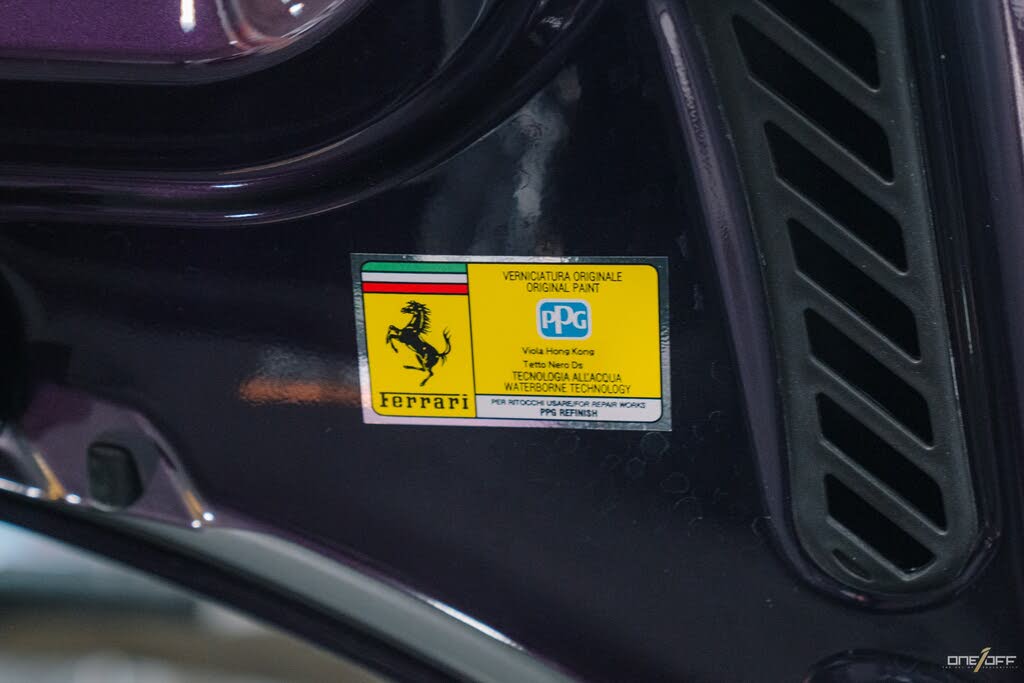 VERNICIATURA ORIGINALE
ORIGINAL PAINT
PPG
Viola Hong Kong
Tetto Nero Ds
TECNOLOGIA ALL'ACQUA
WATERBORNE TECHNOLOGY
Ferrari
PER RITOCCHI USARE/FOR REPAIR WORKS
PPG REFINISH
ONE/OFF